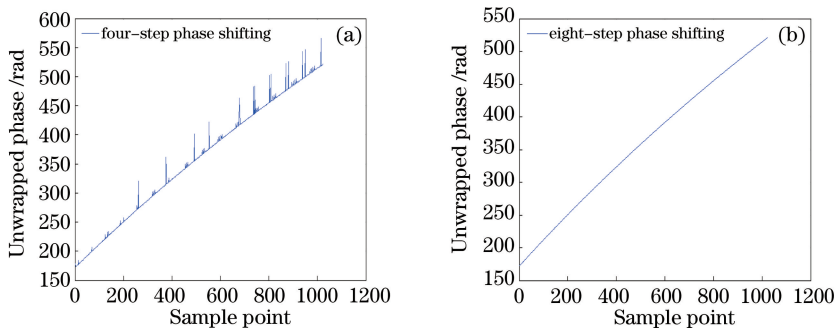 600
550
500
450
400
350
300
250
200
150
Unwrapped phase /rad
four−step phase shifting
(a)
0 200 400 600 800 1000 1200
Sample point
550
500
450
400
350
300
250
200
150
Unwrapped phase /rad
eight−step phase shifting
(b)
0 200 400 600 800 1000 1200
Sample point